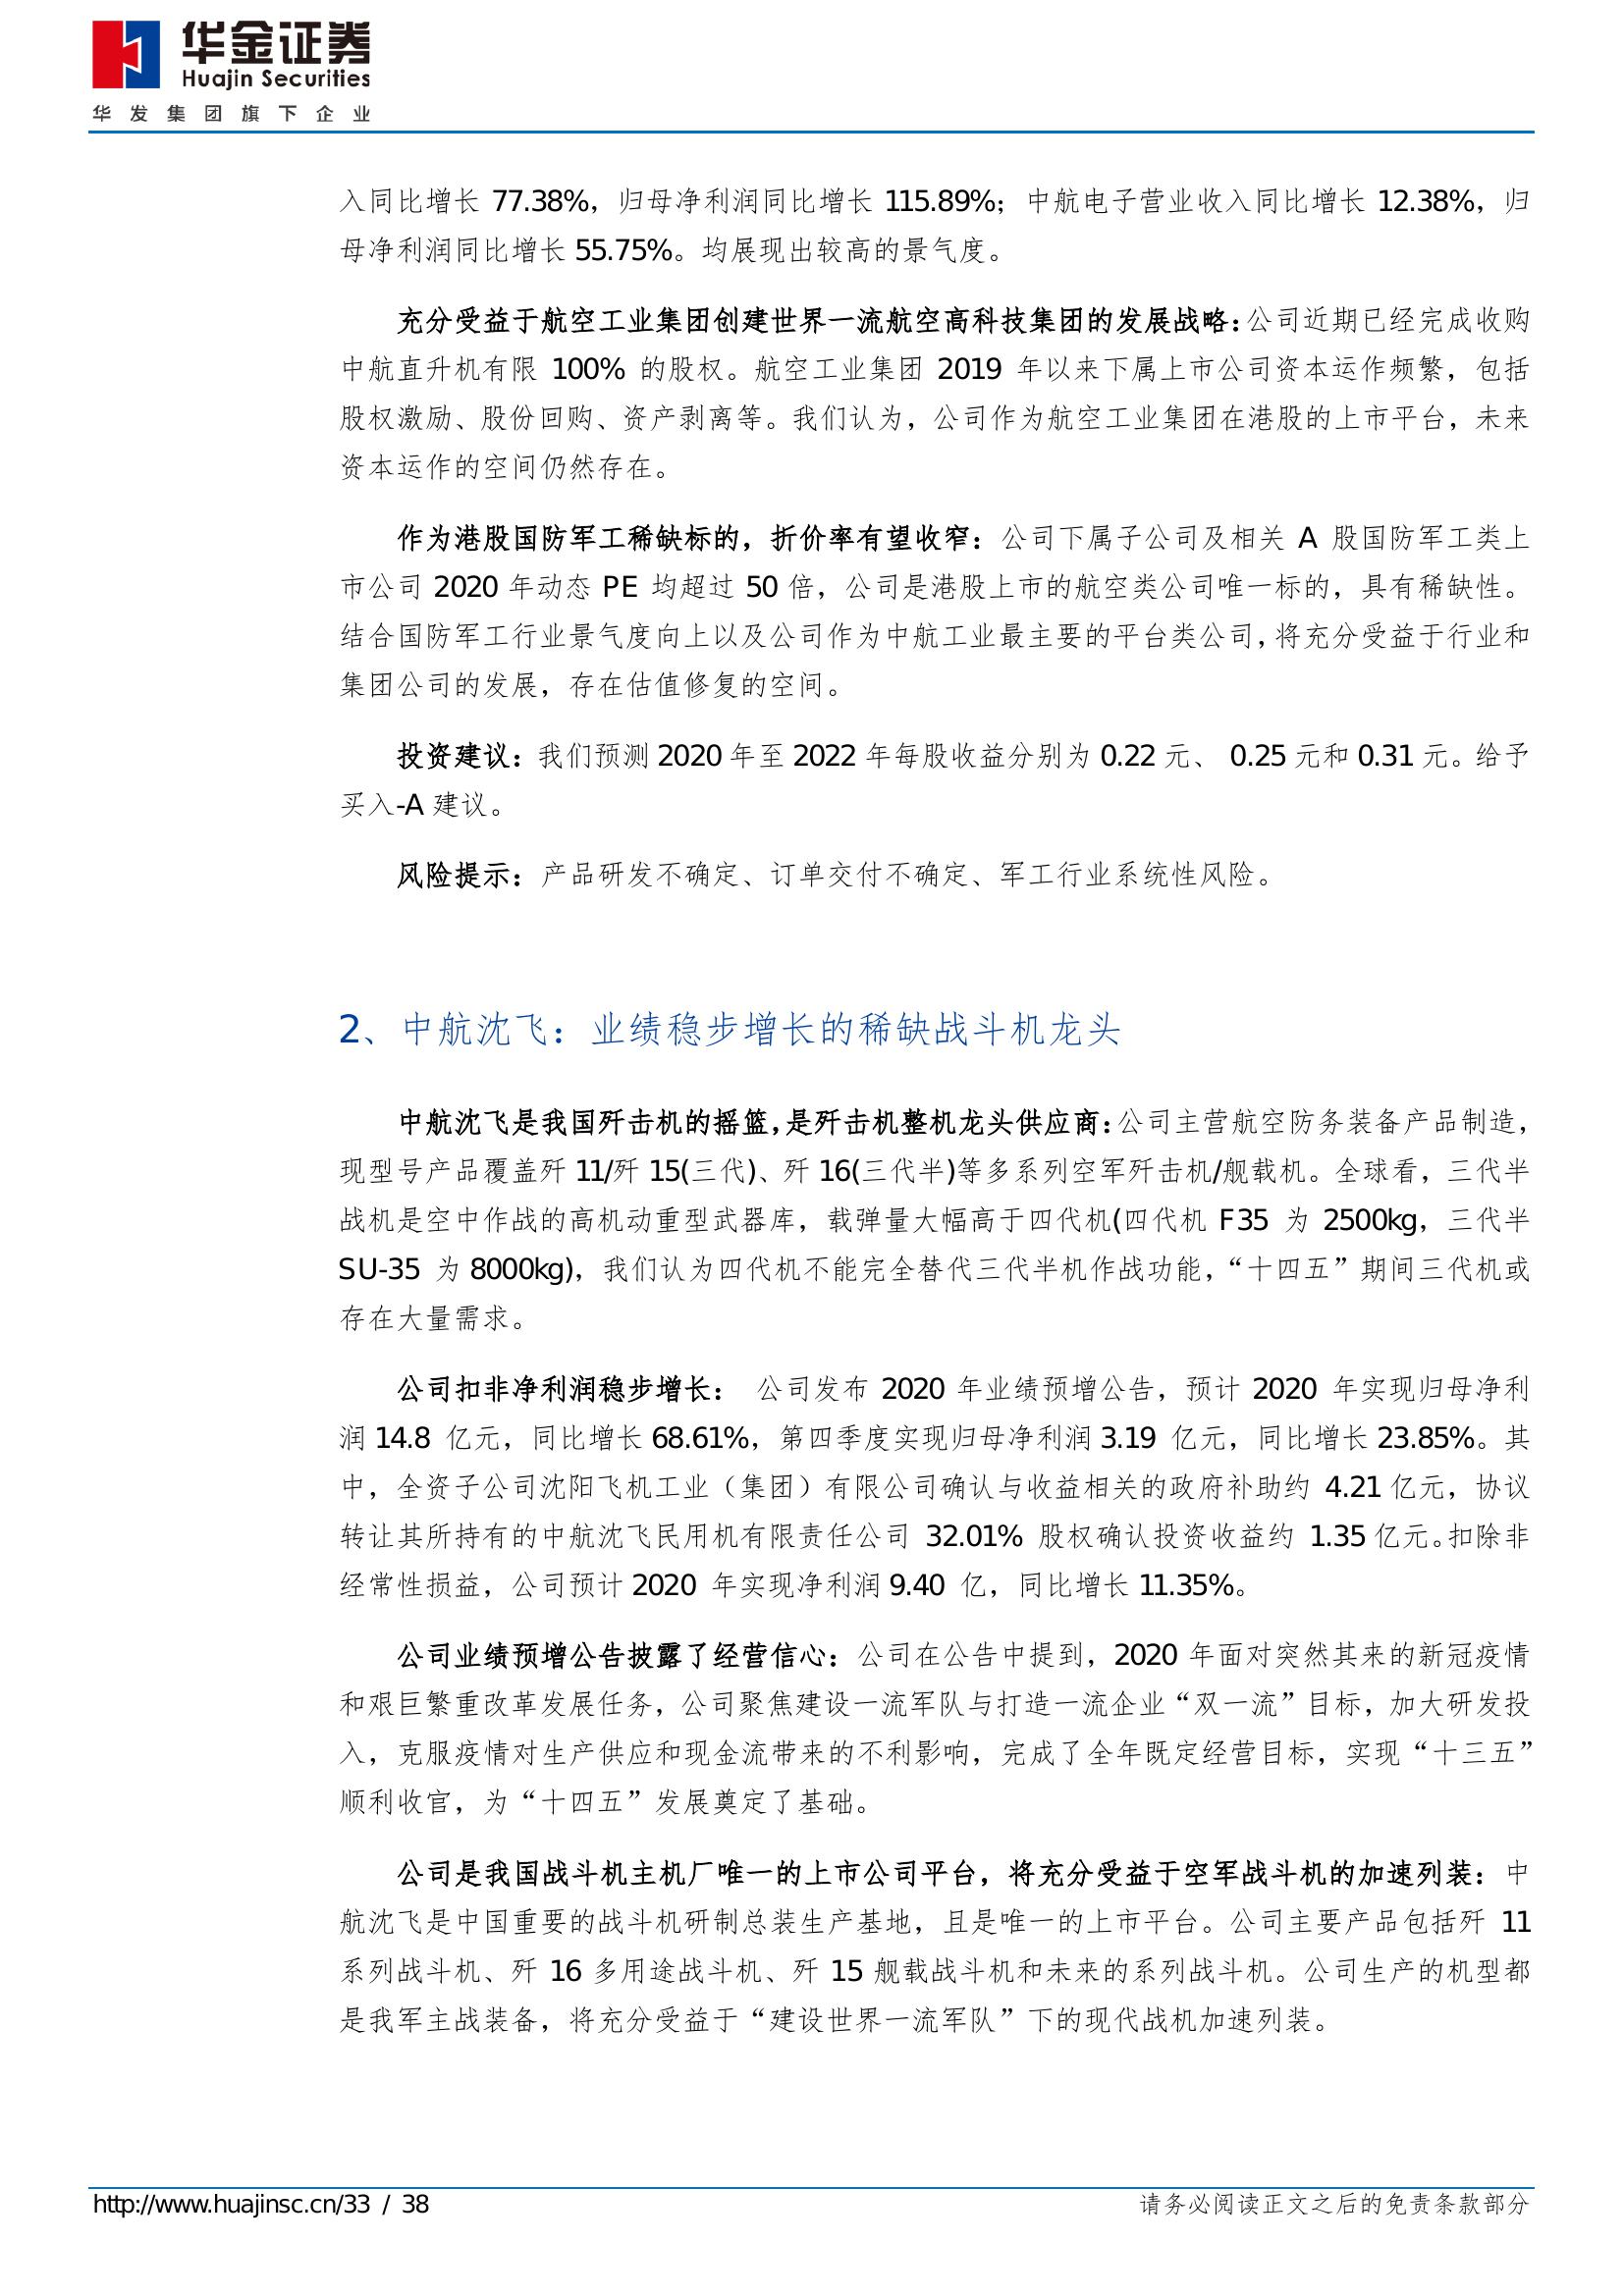 华金证券
Huajin Securities
华发集团旗下企业
入同比增长 77.38%，归母净利润同比增长 115.89%；中航电子营业收入同比增长 12.38%，归
母净利润同比增长 55.75%。均展现出较高的景气度。
充分受益于航空工业集团创建世界一流航空高科技集团的发展战略：公司近期已经完成收购
中航直升机有限 100% 的股权。航空工业集团 2019 年以来下属上市公司资本运作频繁，包括
股权激励、股份回购、资产剥离等。我们认为，公司作为航空工业集团在港股的上市平台，未来
资本运作的空间仍然存在。
作为港股国防军工稀缺标的，折价率有望收窄：公司下属子公司及相关 A 股国防军工类上
市公司 2020 年动态 PE 均超过 50 倍，公司是港股上市的航空类公司唯一标的，具有稀缺性。
结合国防军工行业景气度向上以及公司作为中航工业最主要的平台类公司，将充分受益于行业和
集团公司的发展，存在估值修复的空间。
投资建议：我们预测 2020 年至 2022 年每股收益分别为 0.22 元、 0.25 元和 0.31 元。给予
买入-A 建议。
风险提示：产品研发不确定、订单交付不确定、军工行业系统性风险。
2、中航沈飞：业绩稳步增长的稀缺战斗机龙头
中航沈飞是我国歼击机的摇篮，是歼击机整机龙头供应商：公司主营航空防务装备产品制造，
现型号产品覆盖歼 11/歼 15(三代)、歼 16(三代半)等多系列空军歼击机/舰载机。全球看，三代半
战机是空中作战的高机动重型武器库，载弹量大幅高于四代机(四代机 F35 为 2500kg，三代半
SU-35 为 8000kg)，我们认为四代机不能完全替代三代半机作战功能，“十四五”期间三代机或
存在大量需求。
公司扣非净利润稳步增长： 公司发布 2020 年业绩预增公告，预计 2020 年实现归母净利
润 14.8 亿元，同比增长 68.61%，第四季度实现归母净利润 3.19 亿元，同比增长 23.85%。其
中，全资子公司沈阳飞机工业（集团）有限公司确认与收益相关的政府补助约 4.21 亿元，协议
转让其所持有的中航沈飞民用机有限责任公司 32.01% 股权确认投资收益约 1.35 亿元。扣除非
经常性损益，公司预计 2020 年实现净利润 9.40 亿，同比增长 11.35%。
公司业绩预增公告披露了经营信心：公司在公告中提到，2020 年面对突然其来的新冠疫情
和艰巨繁重改革发展任务，公司聚焦建设一流军队与打造一流企业“双一流”目标，加大研发投
入，克服疫情对生产供应和现金流带来的不利影响，完成了全年既定经营目标，实现“十三五”
顺利收官，为“十四五”发展奠定了基础。
公司是我国战斗机主机厂唯一的上市公司平台，将充分受益于空军战斗机的加速列装：中
航沈飞是中国重要的战斗机研制总装生产基地，且是唯一的上市平台。公司主要产品包括歼 11
系列战斗机、歼 16 多用途战斗机、歼 15 舰载战斗机和未来的系列战斗机。公司生产的机型都
是我军主战装备，将充分受益于“建设世界一流军队”下的现代战机加速列装。
http://www.huajinsc.cn/33 / 38
请务必阅读正文之后的免责条款部分